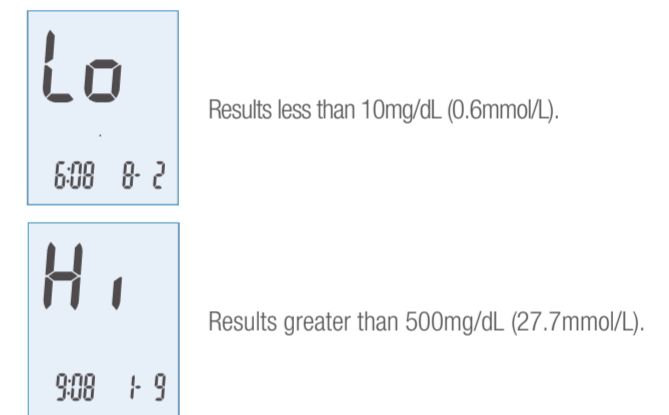 Lo
Results less than 10mg/dL (0.6mmol/L).
6:08 8- 2
Hi
Results greater than 500mg/dL (27.7mmol/L).
9:08 1- 9